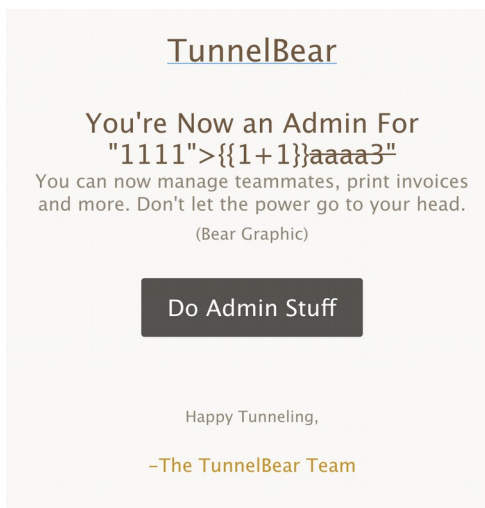 TunnelBear
You're Now an Admin For
"1111">{{1+1}}aaaa3"
You can now manage teammates, print invoices
and more. Don't let the power go to your head.
(Bear Graphic)
Do Admin Stuff
Happy Tunneling,
–The TunnelBear Team